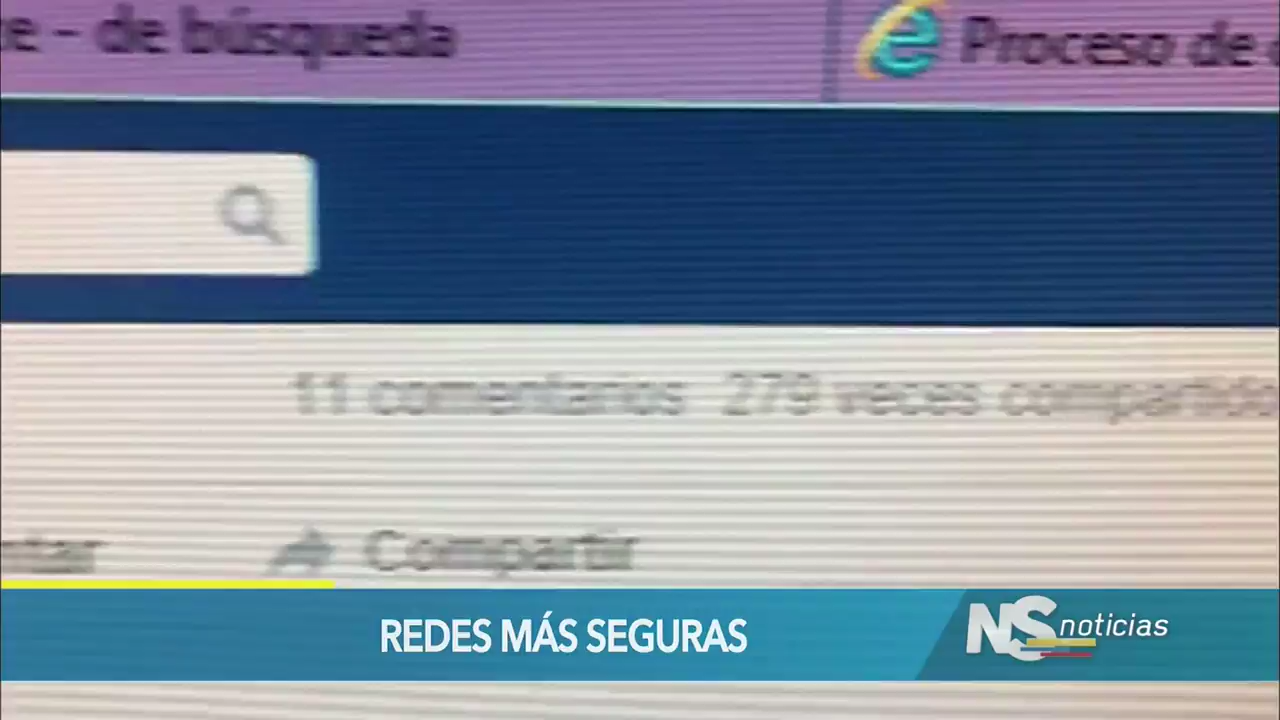 - de búsqueda
Proceso de
11 comentarios 279 veces compartido
Compartir
REDES MÁS SEGURAS
NS noticias